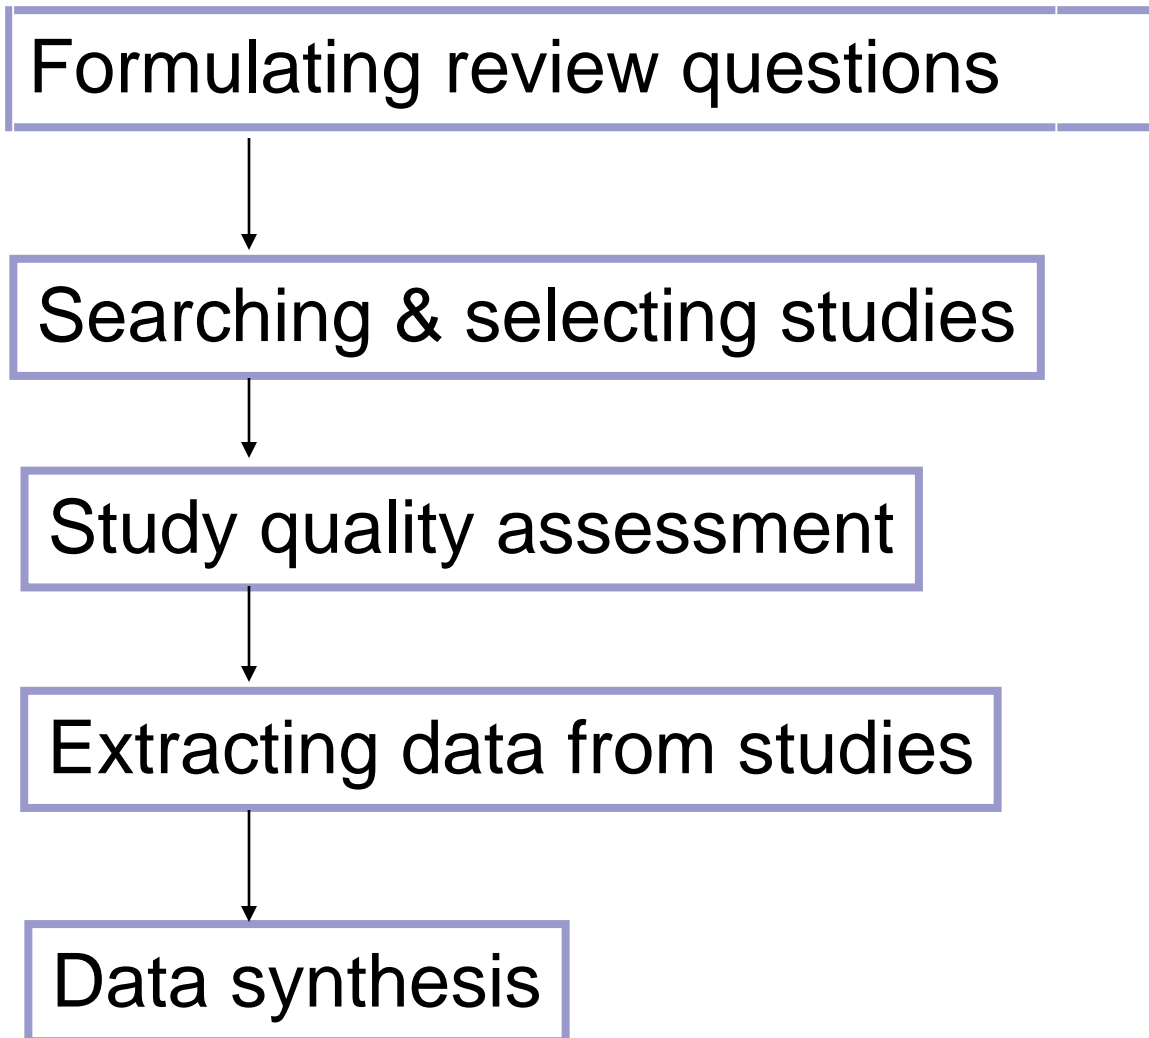 Formulating review questions
Searching & selecting studies
Study quality assessment
Extracting data from studies
Data synthesis